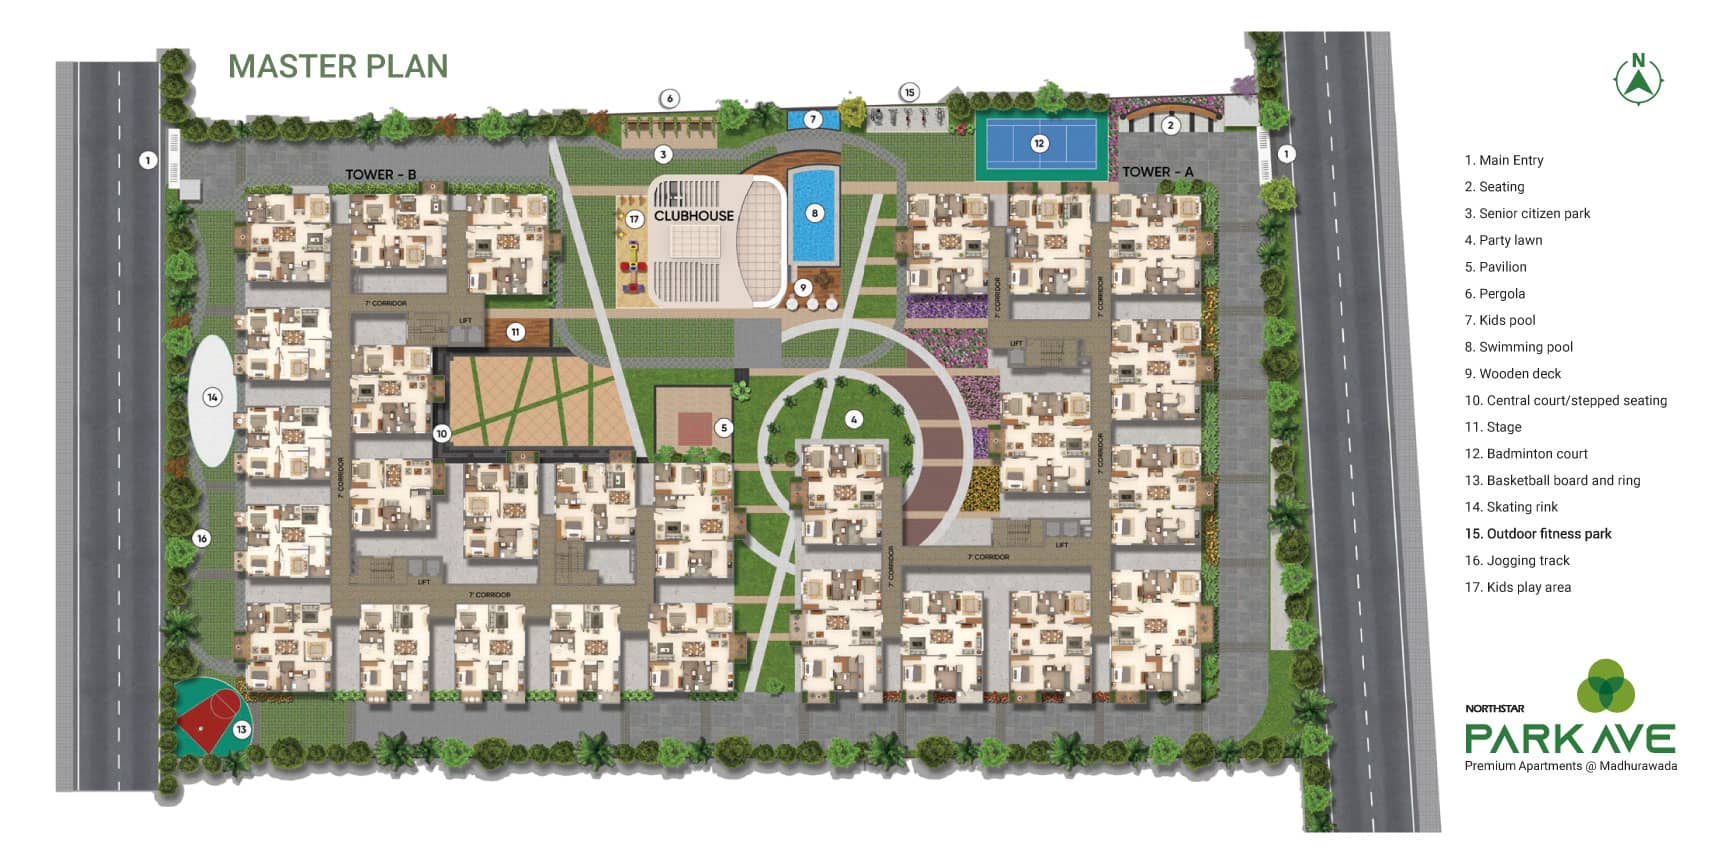 MASTER PLAN
N
6
15
7
12
2
1
3
1
TOWER - B
TOWER - A
17
CLUBHOUSE
8
9
7' CORRIDOR
7' CORRIDOR
7' CORRIDOR
LIFT
11
LIFT
14
4
5
10
7' CORRIDOR
7' CORRIDOR
16
LIFT
7' CORRIDOR
7' CORRIDOR
LIFT
7' CORRIDOR
13
1. Main Entry
2. Seating
3. Senior citizen park
4. Party lawn
5. Pavilion
6. Pergola
7. Kids pool
8. Swimming pool
9. Wooden deck
10. Central court/stepped seating
11. Stage
12. Badminton court
13. Basketball board and ring
14. Skating rink
15. Outdoor fitness park
16. Jogging track
17. Kids play area
NORTHSTAR
PARK AVE
Premium Apartments @ Madhurawada